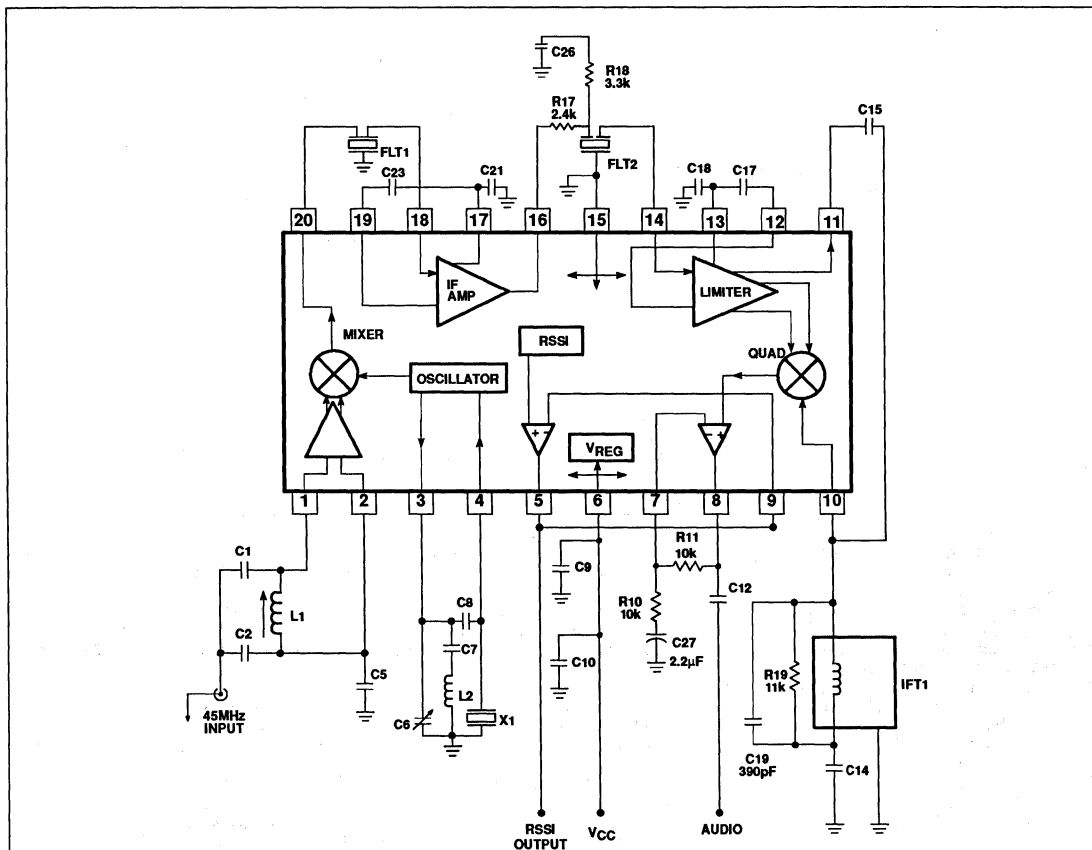 C26
R18
3.3k
R17
2.4k
C15
FLT1
FLT2
C23
C21
C18
C17
20
19
18
17
16
15
14
13
12
11
IF
AMP
LIMITER
MIXER
RSSI
QUAD
OSCILLATOR
+ −
VREG
− +
1
2
3
4
5
6
7
8
9
10
C1
L1
C2
C5
45MHz
INPUT
C8
C7
L2
C6
X1
C9
C10
R11
10k
R10
10k
C12
C27
2.2µF
R19
11k
IFT1
C19
390pF
C14
RSSI
OUTPUT
VCC
AUDIO